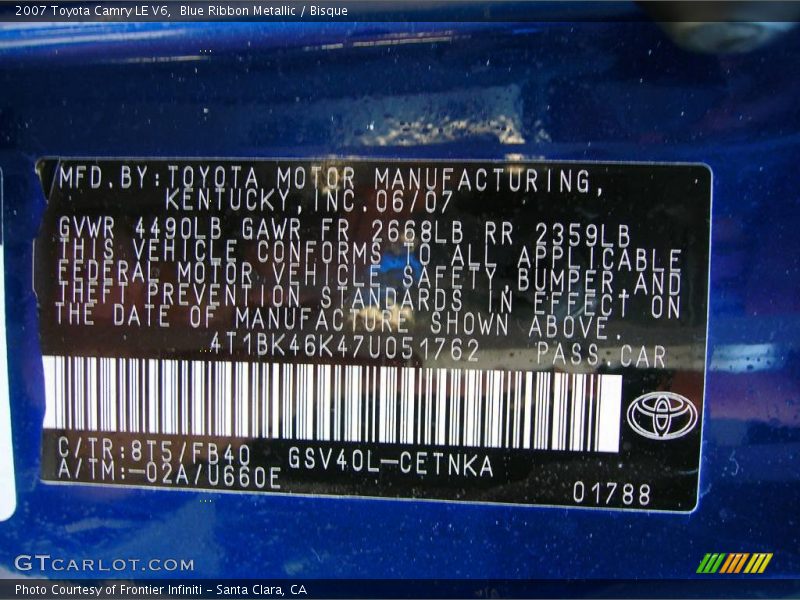 2007 Toyota Camry LE V6,  Blue Ribbon Metallic / Bisque
MFD.BY:TOYOTA MOTOR MANUFACTURING,
KENTUCKY,INC.06/07
GVWR 4490LB GAWR FR 2668LB RR 2359LB
THIS VEHICLE CONFORMS TO ALL APPLICABLE
FEDERAL MOTOR VEHICLE SAFETY,BUMPER,AND
THEFT PREVENTION STANDARDS IN EFFECT ON
THE DATE OF MANUFACTURE SHOWN ABOVE.
4T1BK46K47U051762 PASS.CAR
C/TR:8T5/FB40 GSV40L-CETNKA
A/TM:-02A/U660E
01788
GTCARLOT.COM
Photo Courtesy of Frontier Infiniti - Santa Clara, CA